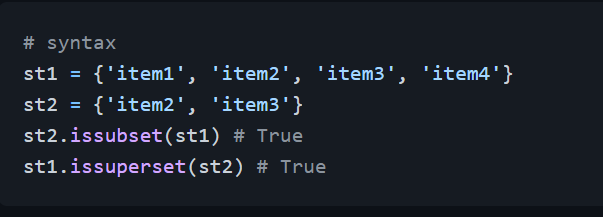 # syntax
st1 = {'item1', 'item2', 'item3', 'item4'}
st2 = {'item2', 'item3'}
st2.issubset(st1) # True
st1.issuperset(st2) # True